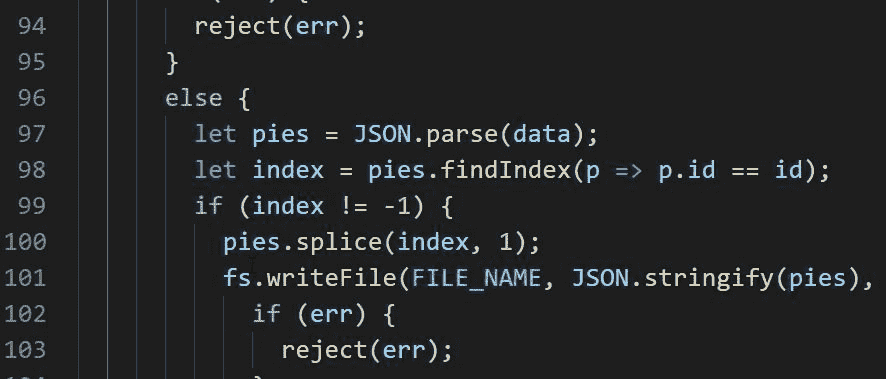 94 reject(err);
95 }
96 else {
97 let pies = JSON.parse(data);
98 let index = pies.findIndex(p => p.id == id);
99 if (index != -1) {
100 pies.splice(index, 1);
101 fs.writeFile(FILE_NAME, JSON.stringify(pies),
102 if (err) {
103 reject(err);